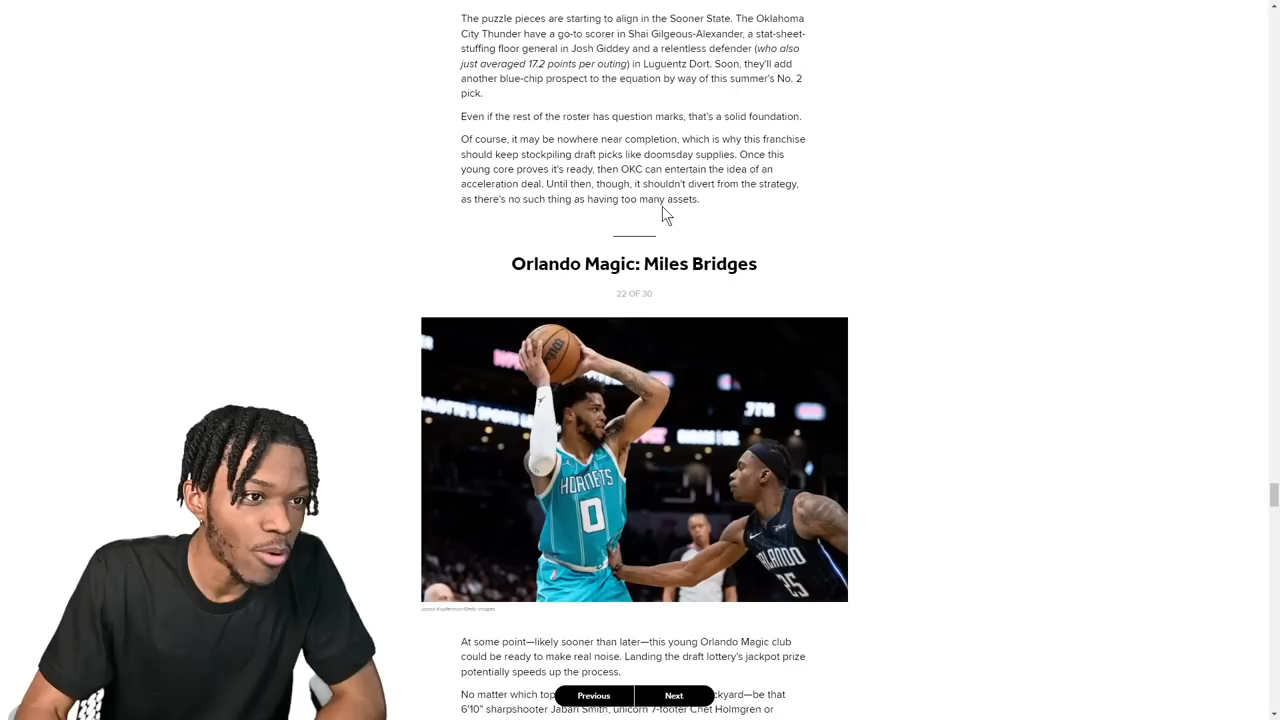 The puzzle pieces are starting to align in the Sooner State. The Oklahoma
City Thunder have a go-to scorer in Shai Gilgeous-Alexander, a stat-sheet-
stuffing floor general in Josh Giddey and a relentless defender (who also
just averaged 17.2 points per outing) in Luguentz Dort. Soon, they'll add
another blue-chip prospect to the equation by way of this summer's No. 2
pick.
Even if the rest of the roster has question marks, that's a solid foundation.
Of course, it may be nowhere near completion, which is why this franchise
should keep stockpiling draft picks like doomsday supplies. Once this
young core proves it's ready, then OKC can entertain the idea of an
acceleration deal. Until then, though, it shouldn't divert from the strategy,
as there's no such thing as having too many assets.
Orlando Magic: Miles Bridges
22 OF 30
HORNETS
0
ORLANDO
25
At some point—likely sooner than later—this young Orlando Magic club
could be ready to make real noise. Landing the draft lottery's jackpot prize
potentially speeds up the process.
No matter which top
ckyard—be that
Previous
Next
6'10" sharpshooter Jabari Smith, unicorn 7-footer Chet Holmgren or